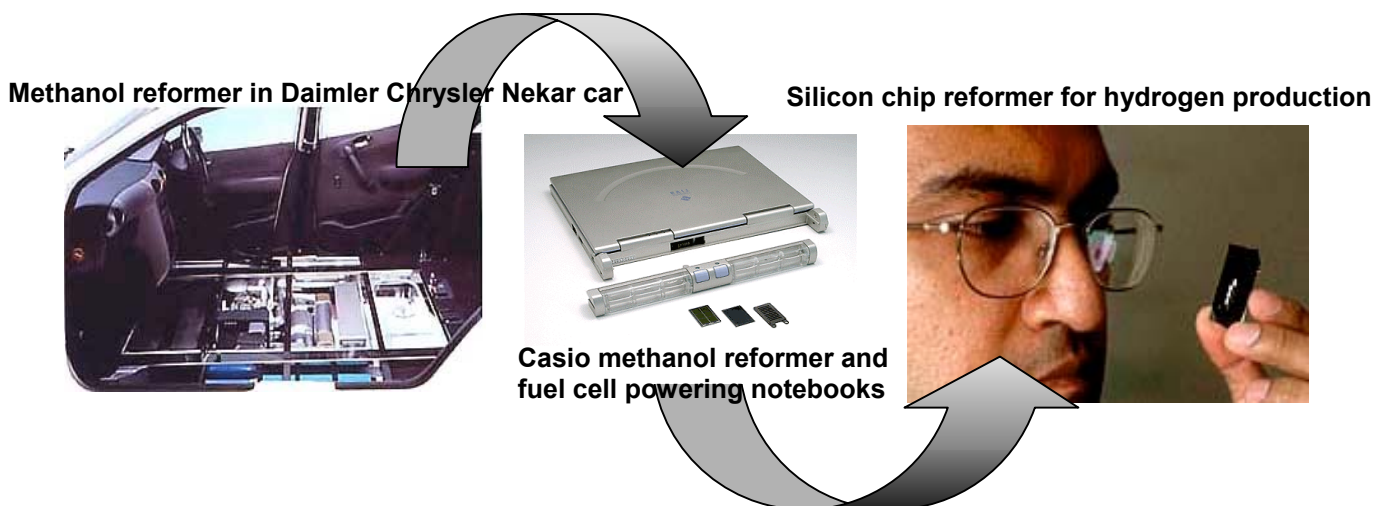 Methanol reformer in Daimler Chrysler Nekar car
Silicon chip reformer for hydrogen production
Casio methanol reformer and
fuel cell powering notebooks